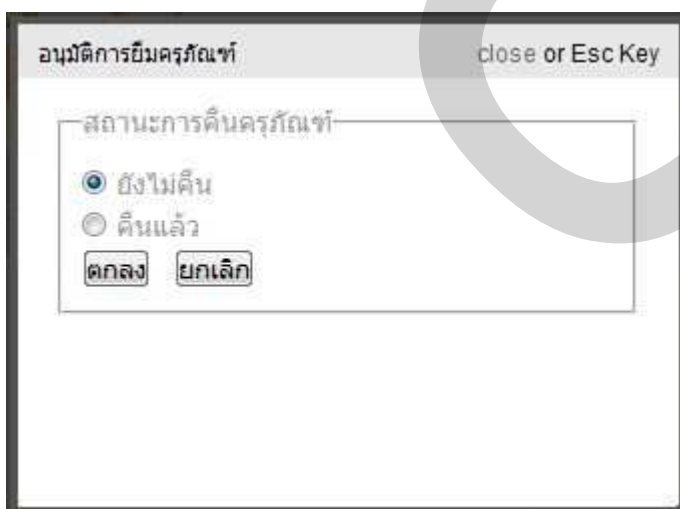 อนุมัติการยืมครุภัณฑ์ close or Esc Key
สถานะการคืนครุภัณฑ์
ยังไม่คืน
คืนแล้ว
ตกลง ยกเลิก